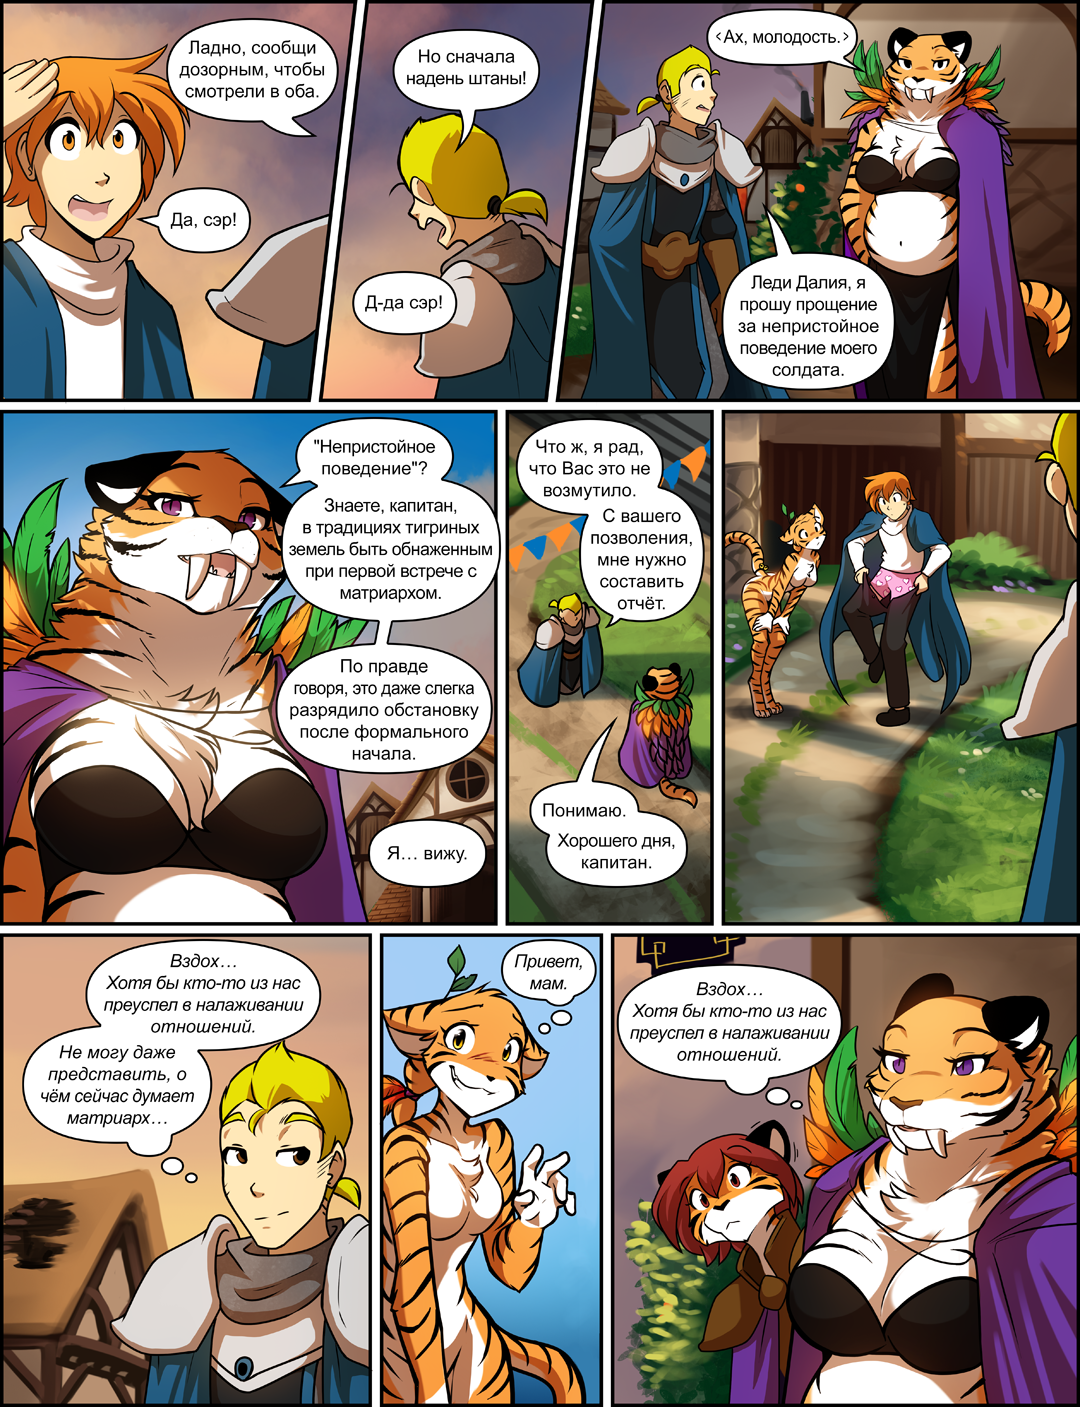 Ладно, сообщи
дозорным, чтобы
смотрели в оба.
Да, сэр!
Но сначала
надень штаны!
Д-да сэр!
‹Ах, молодость.›
Леди Далия, я
прошу прощение
за непристойное
поведение моего
солдата.
"Непристойное
поведение"?
Знаете, капитан,
в традициях тигриных
земель быть обнаженным
при первой встрече с
матриархом.
По правде
говоря, это даже слегка
разрядило обстановку
после формального
начала.
Я... вижу.
Что ж, я рад,
что Вас это не
возмутило.
С вашего
позволения,
мне нужно
составить
отчёт.
Понимаю.
Хорошего дня,
капитан.
Вздох...
Хотя бы кто-то из нас
преуспел в налаживании
отношений.
Не могу даже
представить, о
чём сейчас думает
матриарх...
Привет,
мам.
Вздох...
Хотя бы кто-то из нас
преуспел в налаживании
отношений.